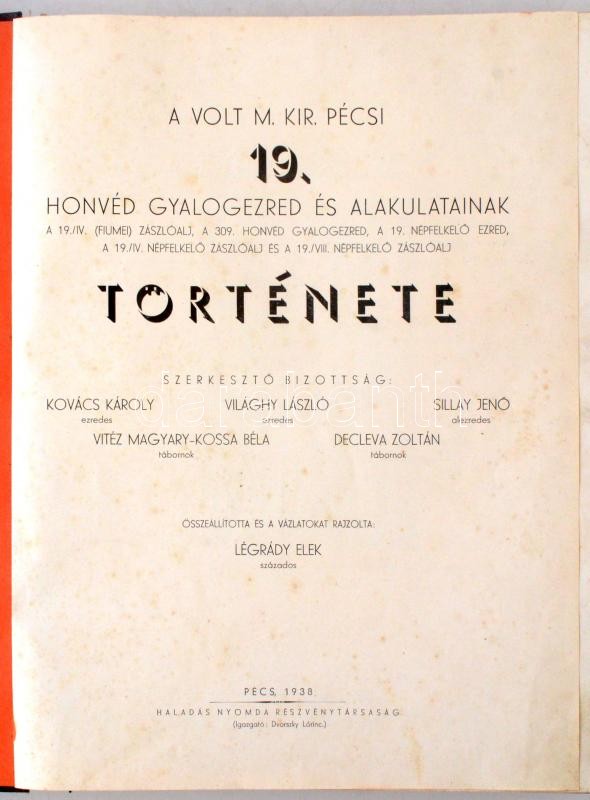 A VOLT M. KIR. PÉCSI
19.
HONVÉD GYALOGEZRED ÉS ALAKULATAINAK
A 19./IV. (FIUMEI) ZÁSZLÓALJ, A 309. HONVÉD GYALOGEZRED, A 19. NÉPFELKELŐ EZRED,
A 19./IV. NÉPFELKELŐ ZÁSZLÓALJ ÉS A 19./VIII. NÉPFELKELŐ ZÁSZLÓALJ
TÖRTÉNETE
SZERKESZTŐ BIZOTTSÁG:
KOVÁCS KÁROLY VILÁGHY LÁSZLÓ SILLAY JENŐ
ezredes ezredes alezredes
VITÉZ MAGYARY-KOSSA BÉLA DECLEVA ZOLTÁN
tábornok tábornok
ÖSSZEÁLLÍTOTTA ÉS A VÁZLATOKAT RAJZOLTA:
LÉGRÁDY ELEK
százados
PÉCS, 1938.
HALADÁS NYOMDA RÉSZVÉNYTÁRSASÁG
(Igazgató: Dvorszky Lőrinc.)